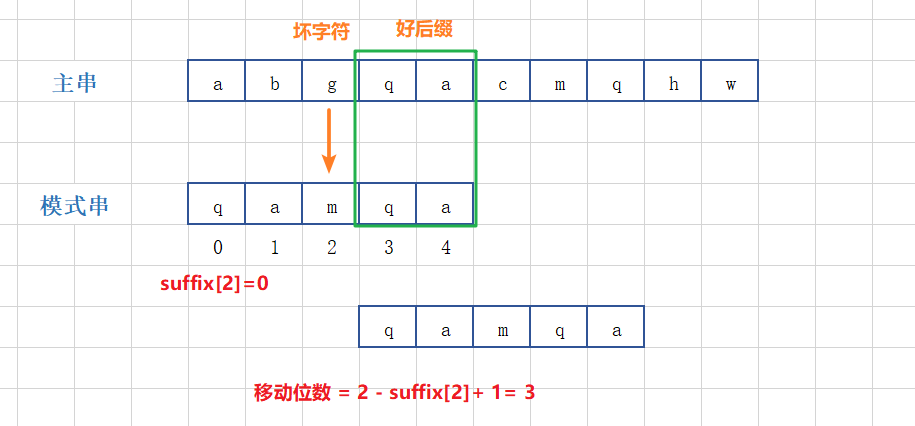 坏字符 好后缀
主串 a b g q a c m q h w
模式串 q a m q a
0 1 2 3 4
suffix[2]=0
q a m q a
移动位数 = 2 - suffix[2]+ 1= 3